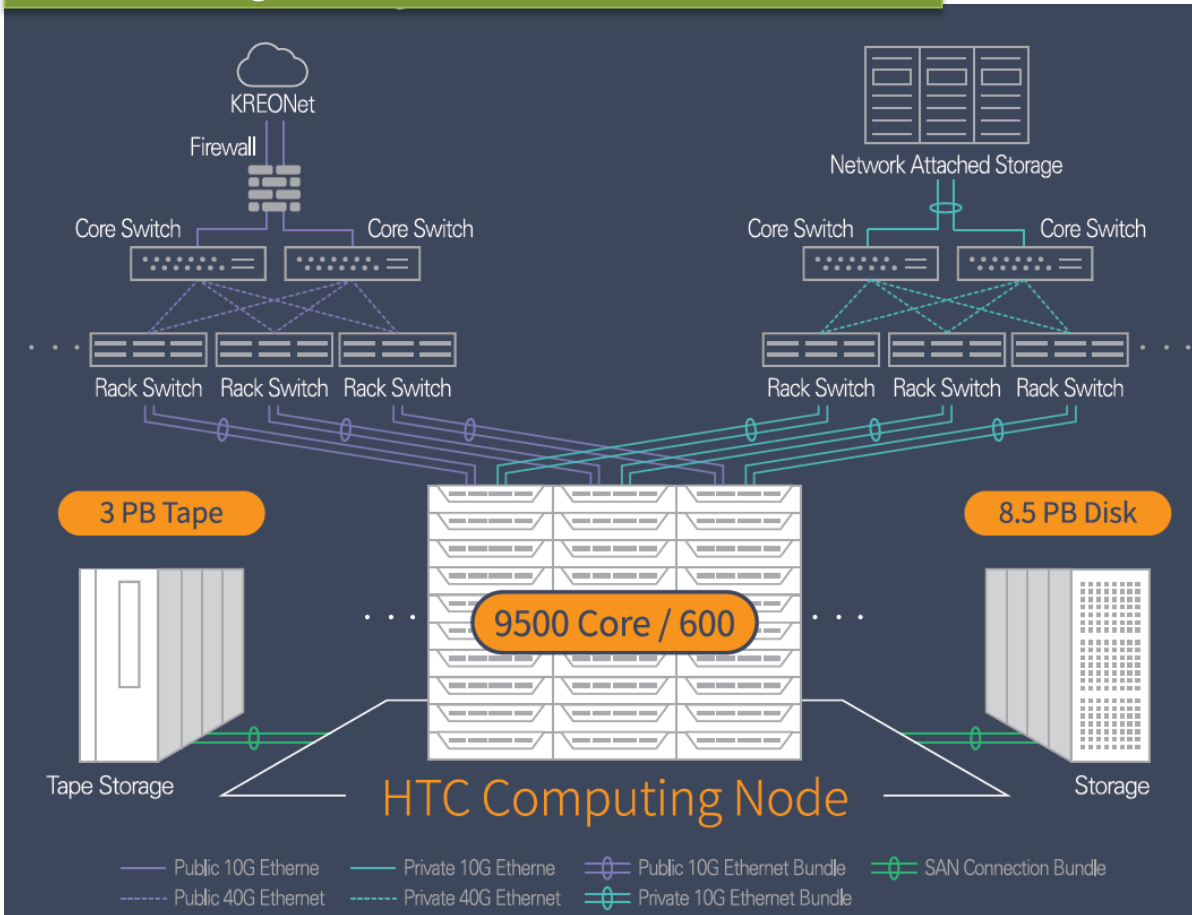 KREONet
Firewall
Core Switch
Core Switch
Rack Switch
Rack Switch
Rack Switch
Network Attached Storage
Core Switch
Core Switch
Rack Switch
Rack Switch
Rack Switch
3 PB Tape
8.5 PB Disk
9500 Core / 600
Tape Storage
Storage
HTC Computing Node
Public 10G Etherne
Private 10G Etherne
Public 10G Ethernet Bundle
SAN Connection Bundle
Public 40G Ethernet
Private 40G Ethernet
Private 10G Ethernet Bundle